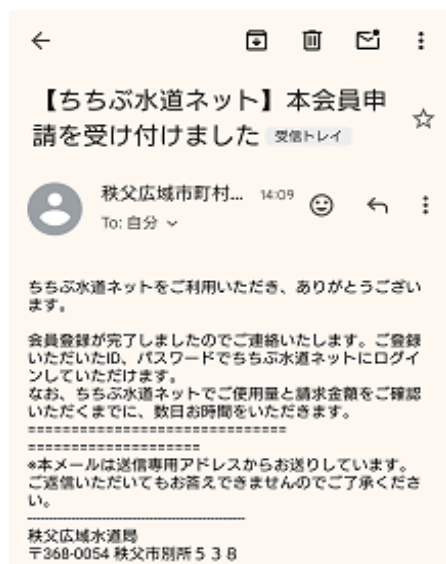 【ちちぶ水道ネット】本会員申
請を受け付けました 受信トレイ
秩父広域市町村... 14:09
To: 自分
ちちぶ水道ネットをご利用いただき、ありがとうござい
ます。
会員登録が完了しましたのでご連絡いたします。ご登録
いただいたID、パスワードでちちぶ水道ネットにログイ
ンしていただけます。
なお、ちちぶ水道ネットでご使用量と請求金額をご確認
いただくまでに、数日お時間をいただきます。
==============================
====================
*本メールは送信専用アドレスからお送りしています。
ご返信いただいてもお答えできませんのでご了承くださ
い。
------------------------------------------------
秩父広域水道局
〒368-0054 秩父市別所５３８